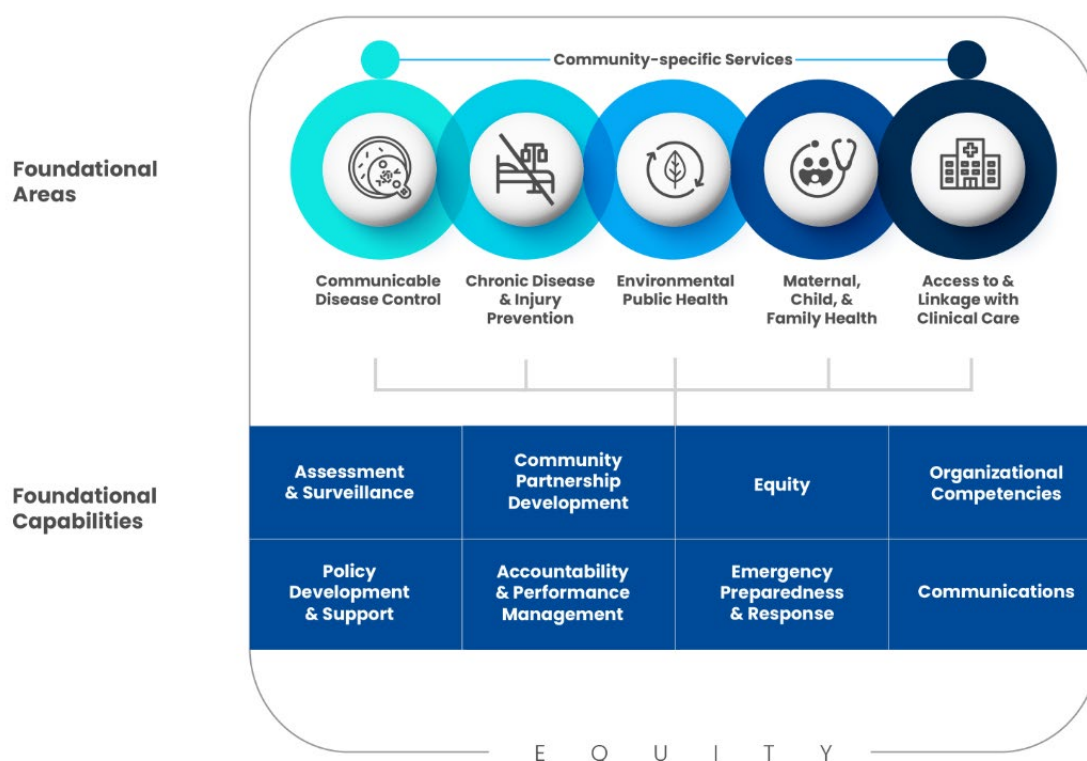 Community-specific Services
Foundational
Areas
Communicable
Disease Control
Chronic Disease
& Injury
Prevention
Environmental
Public Health
Maternal,
Child, &
Family Health
Access to &
Linkage with
Clinical Care
Foundational
Capabilities
Assessment
& Surveillance
Community
Partnership
Development
Equity
Organizational
Competencies
Policy
Development
& Support
Accountability
& Performance
Management
Emergency
Preparedness
& Response
Communications
EQUITY